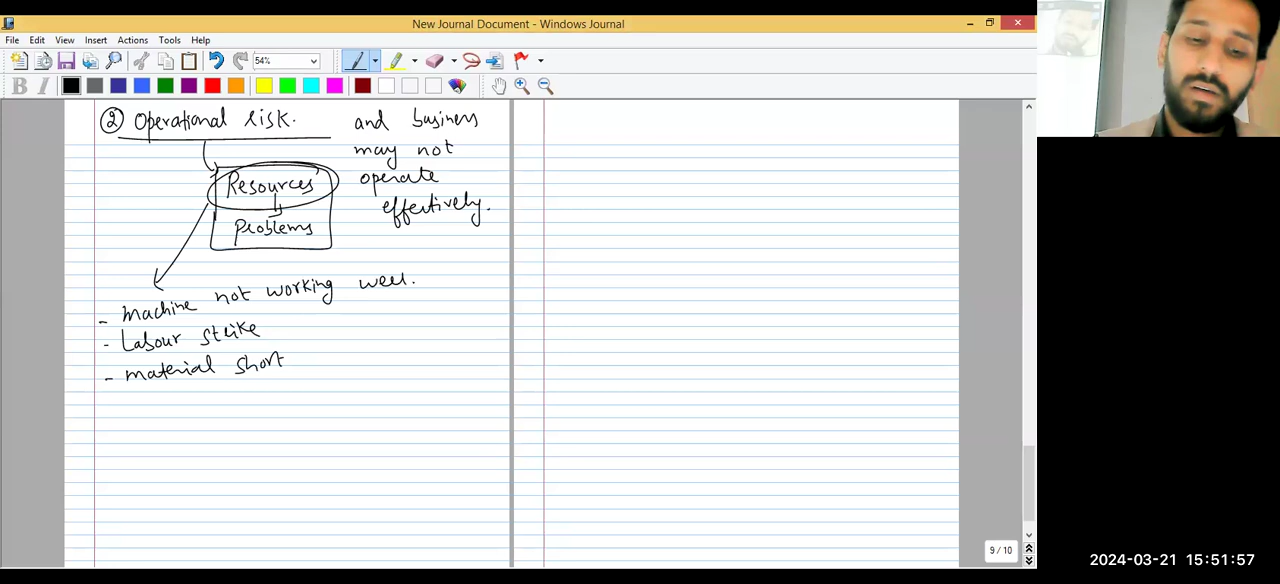 New Journal Document - Windows Journal
File Edit View Insert Actions Tools Help
54%
B I
② Operational risk.
and business
may not
operate
effectively.
Resources
Problems
- Machine not working well.
- Labour strike
- material short
9 / 10
2024-03-21 15:51:57